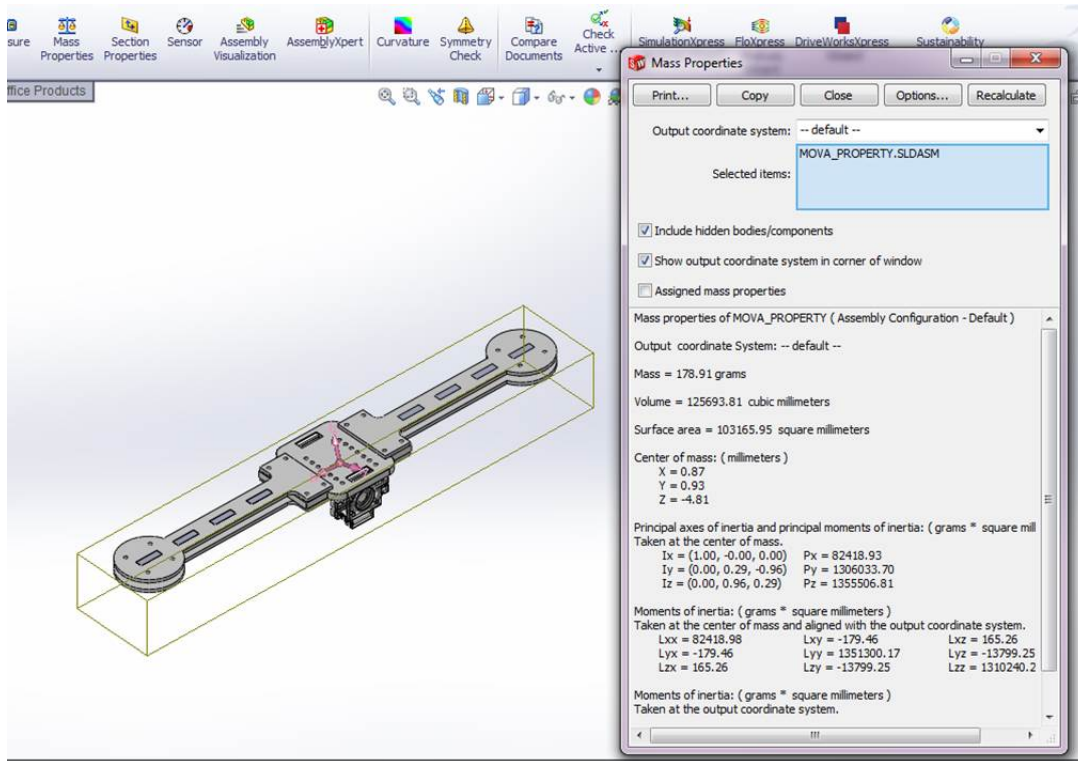 sure
Mass Properties
Section Properties
Sensor
Assembly Visualization
AssemblyXpert
Curvature
Symmetry Check
Compare Documents
Check Active ...
SimulationXpress
FloXpress
DriveWorksXpress
Sustainability
ffice Products
Mass Properties
Print... Copy Close Options... Recalculate
Output coordinate system: -- default --
Selected items: MOVA_PROPERTY.SLDASM
Include hidden bodies/components
Show output coordinate system in corner of window
Assigned mass properties
Mass properties of MOVA_PROPERTY ( Assembly Configuration - Default )
Output coordinate System: -- default --
Mass = 178.91 grams
Volume = 125693.81 cubic millimeters
Surface area = 103165.95 square millimeters
Center of mass: ( millimeters )
X = 0.87
Y = 0.93
Z = -4.81
Principal axes of inertia and principal moments of inertia: ( grams * square mill
Taken at the center of mass.
Ix = (1.00, -0.00, 0.00) Px = 82418.93
Iy = (0.00, 0.29, -0.96) Py = 1306033.70
Iz = (0.00, 0.96, 0.29) Pz = 1355506.81
Moments of inertia: ( grams * square millimeters )
Taken at the center of mass and aligned with the output coordinate system.
Lxx = 82418.98 Lxy = -179.46 Lxz = 165.26
Lyx = -179.46 Lyy = 1351300.17 Lyz = -13799.25
Lzx = 165.26 Lzy = -13799.25 Lzz = 1310240.2
Moments of inertia: ( grams * square millimeters )
Taken at the output coordinate system.